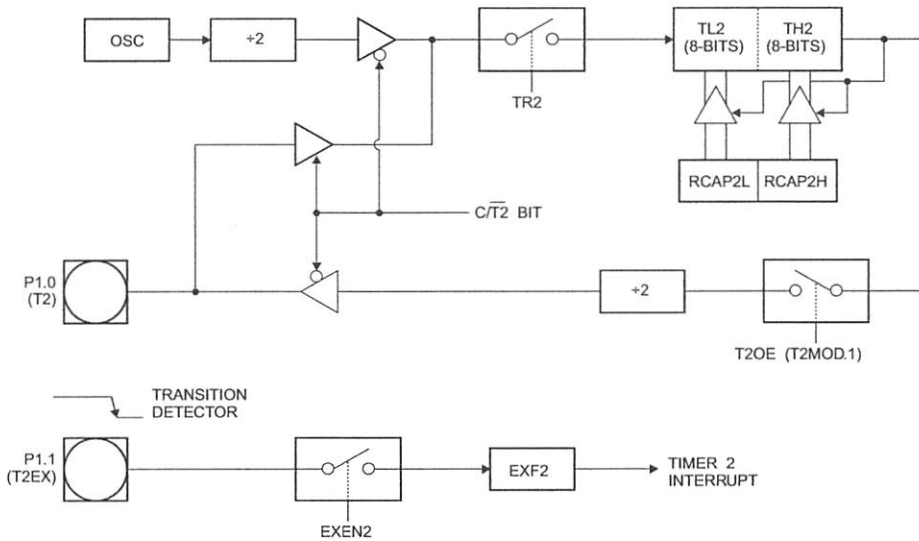 OSC
÷2
TR2
TL2
(8-BITS)
TH2
(8-BITS)
RCAP2L
RCAP2H
C/T̅2̅ BIT
P1.0
(T2)
÷2
T2OE (T2MOD.1)
TRANSITION
DETECTOR
P1.1
(T2EX)
EXEN2
EXF2
TIMER 2
INTERRUPT